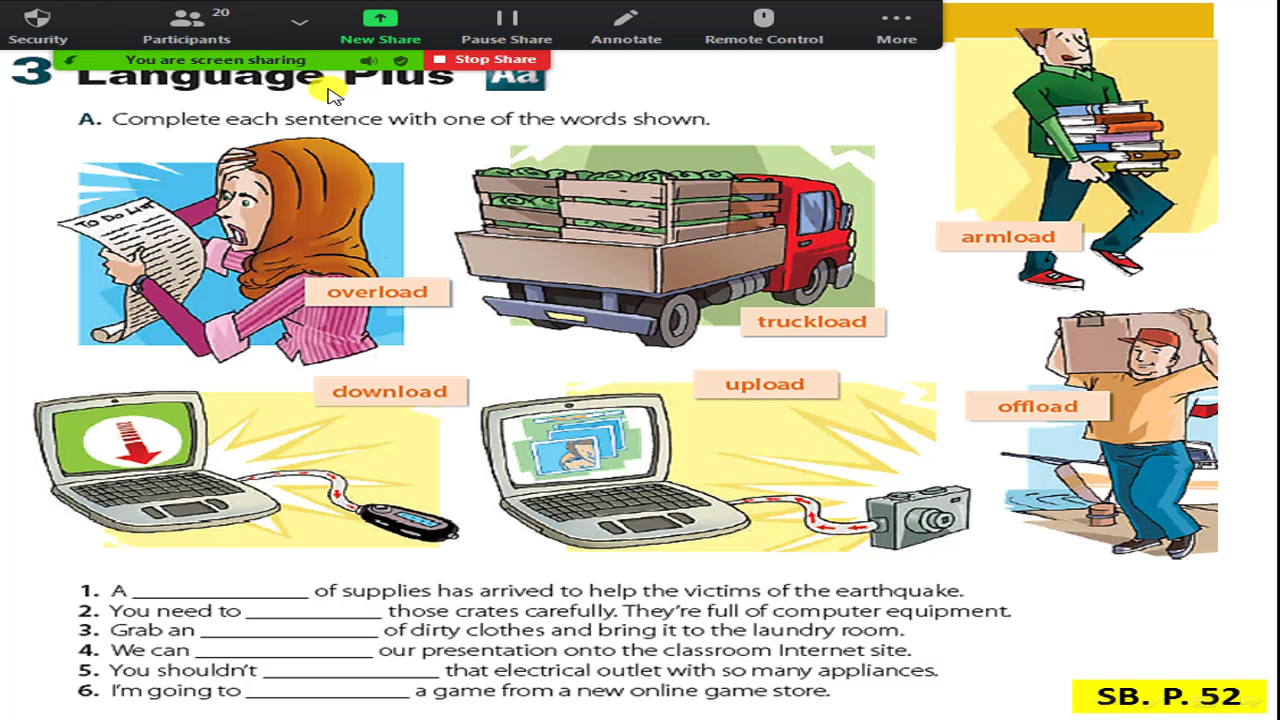 20
Security
Participants
New Share
Pause Share
Annotate
Remote Control
More
You are screen sharing
Stop Share
3 Language Plus Aa
A. Complete each sentence with one of the words shown.
TO DO LIST
overload
truckload
armload
download
upload
offload
1. A ________________ of supplies has arrived to help the victims of the earthquake.
2. You need to ________________ those crates carefully. They're full of computer equipment.
3. Grab an ________________ of dirty clothes and bring it to the laundry room.
4. We can ________________ our presentation onto the classroom Internet site.
5. You shouldn't ________________ that electrical outlet with so many appliances.
6. I'm going to ________________ a game from a new online game store.
SB. P. 52